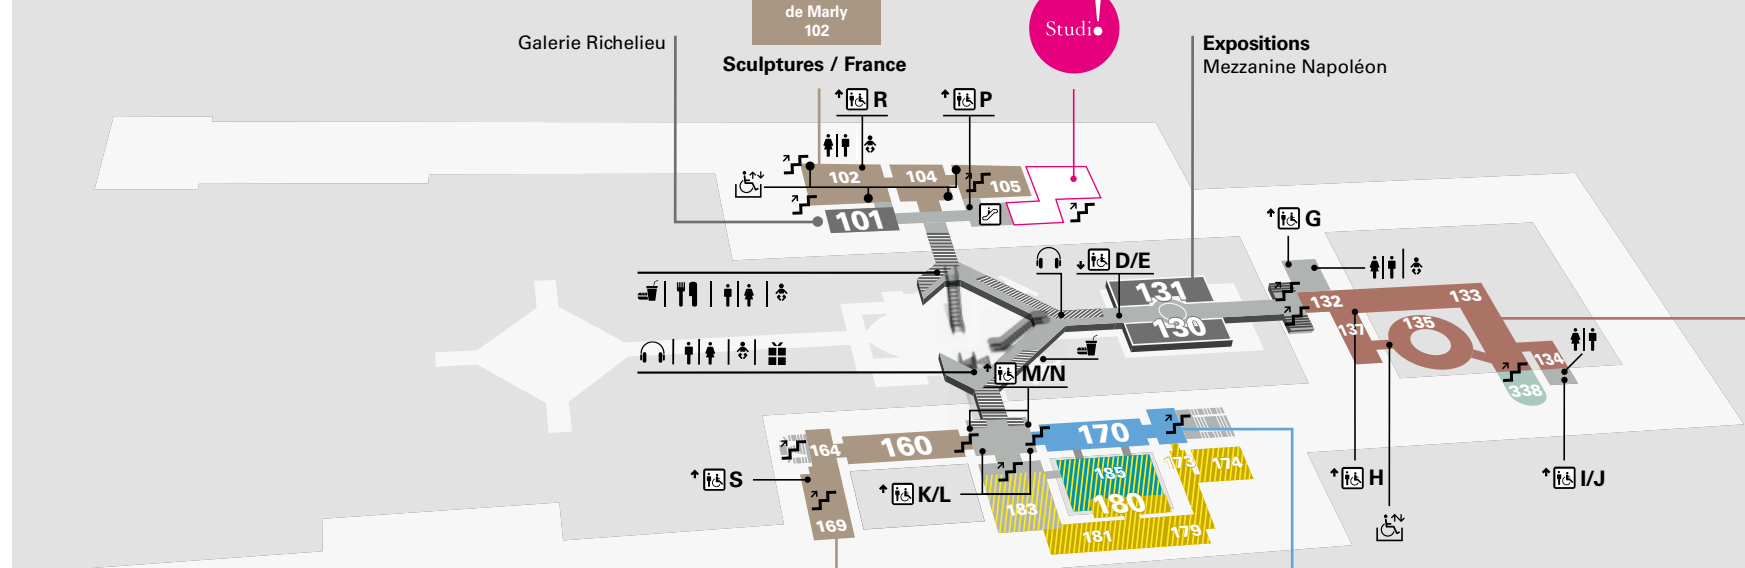 de Marly
102
Studio!
Galerie Richelieu
Expositions
Mezzanine Napoléon
Sculptures / France
R
P
102
104
105
101
G
D/E
131
130
132
133
137
135
134
338
M/N
160
164
170
173
174
185
180
183
181
179
169
S
K/L
H
I/J